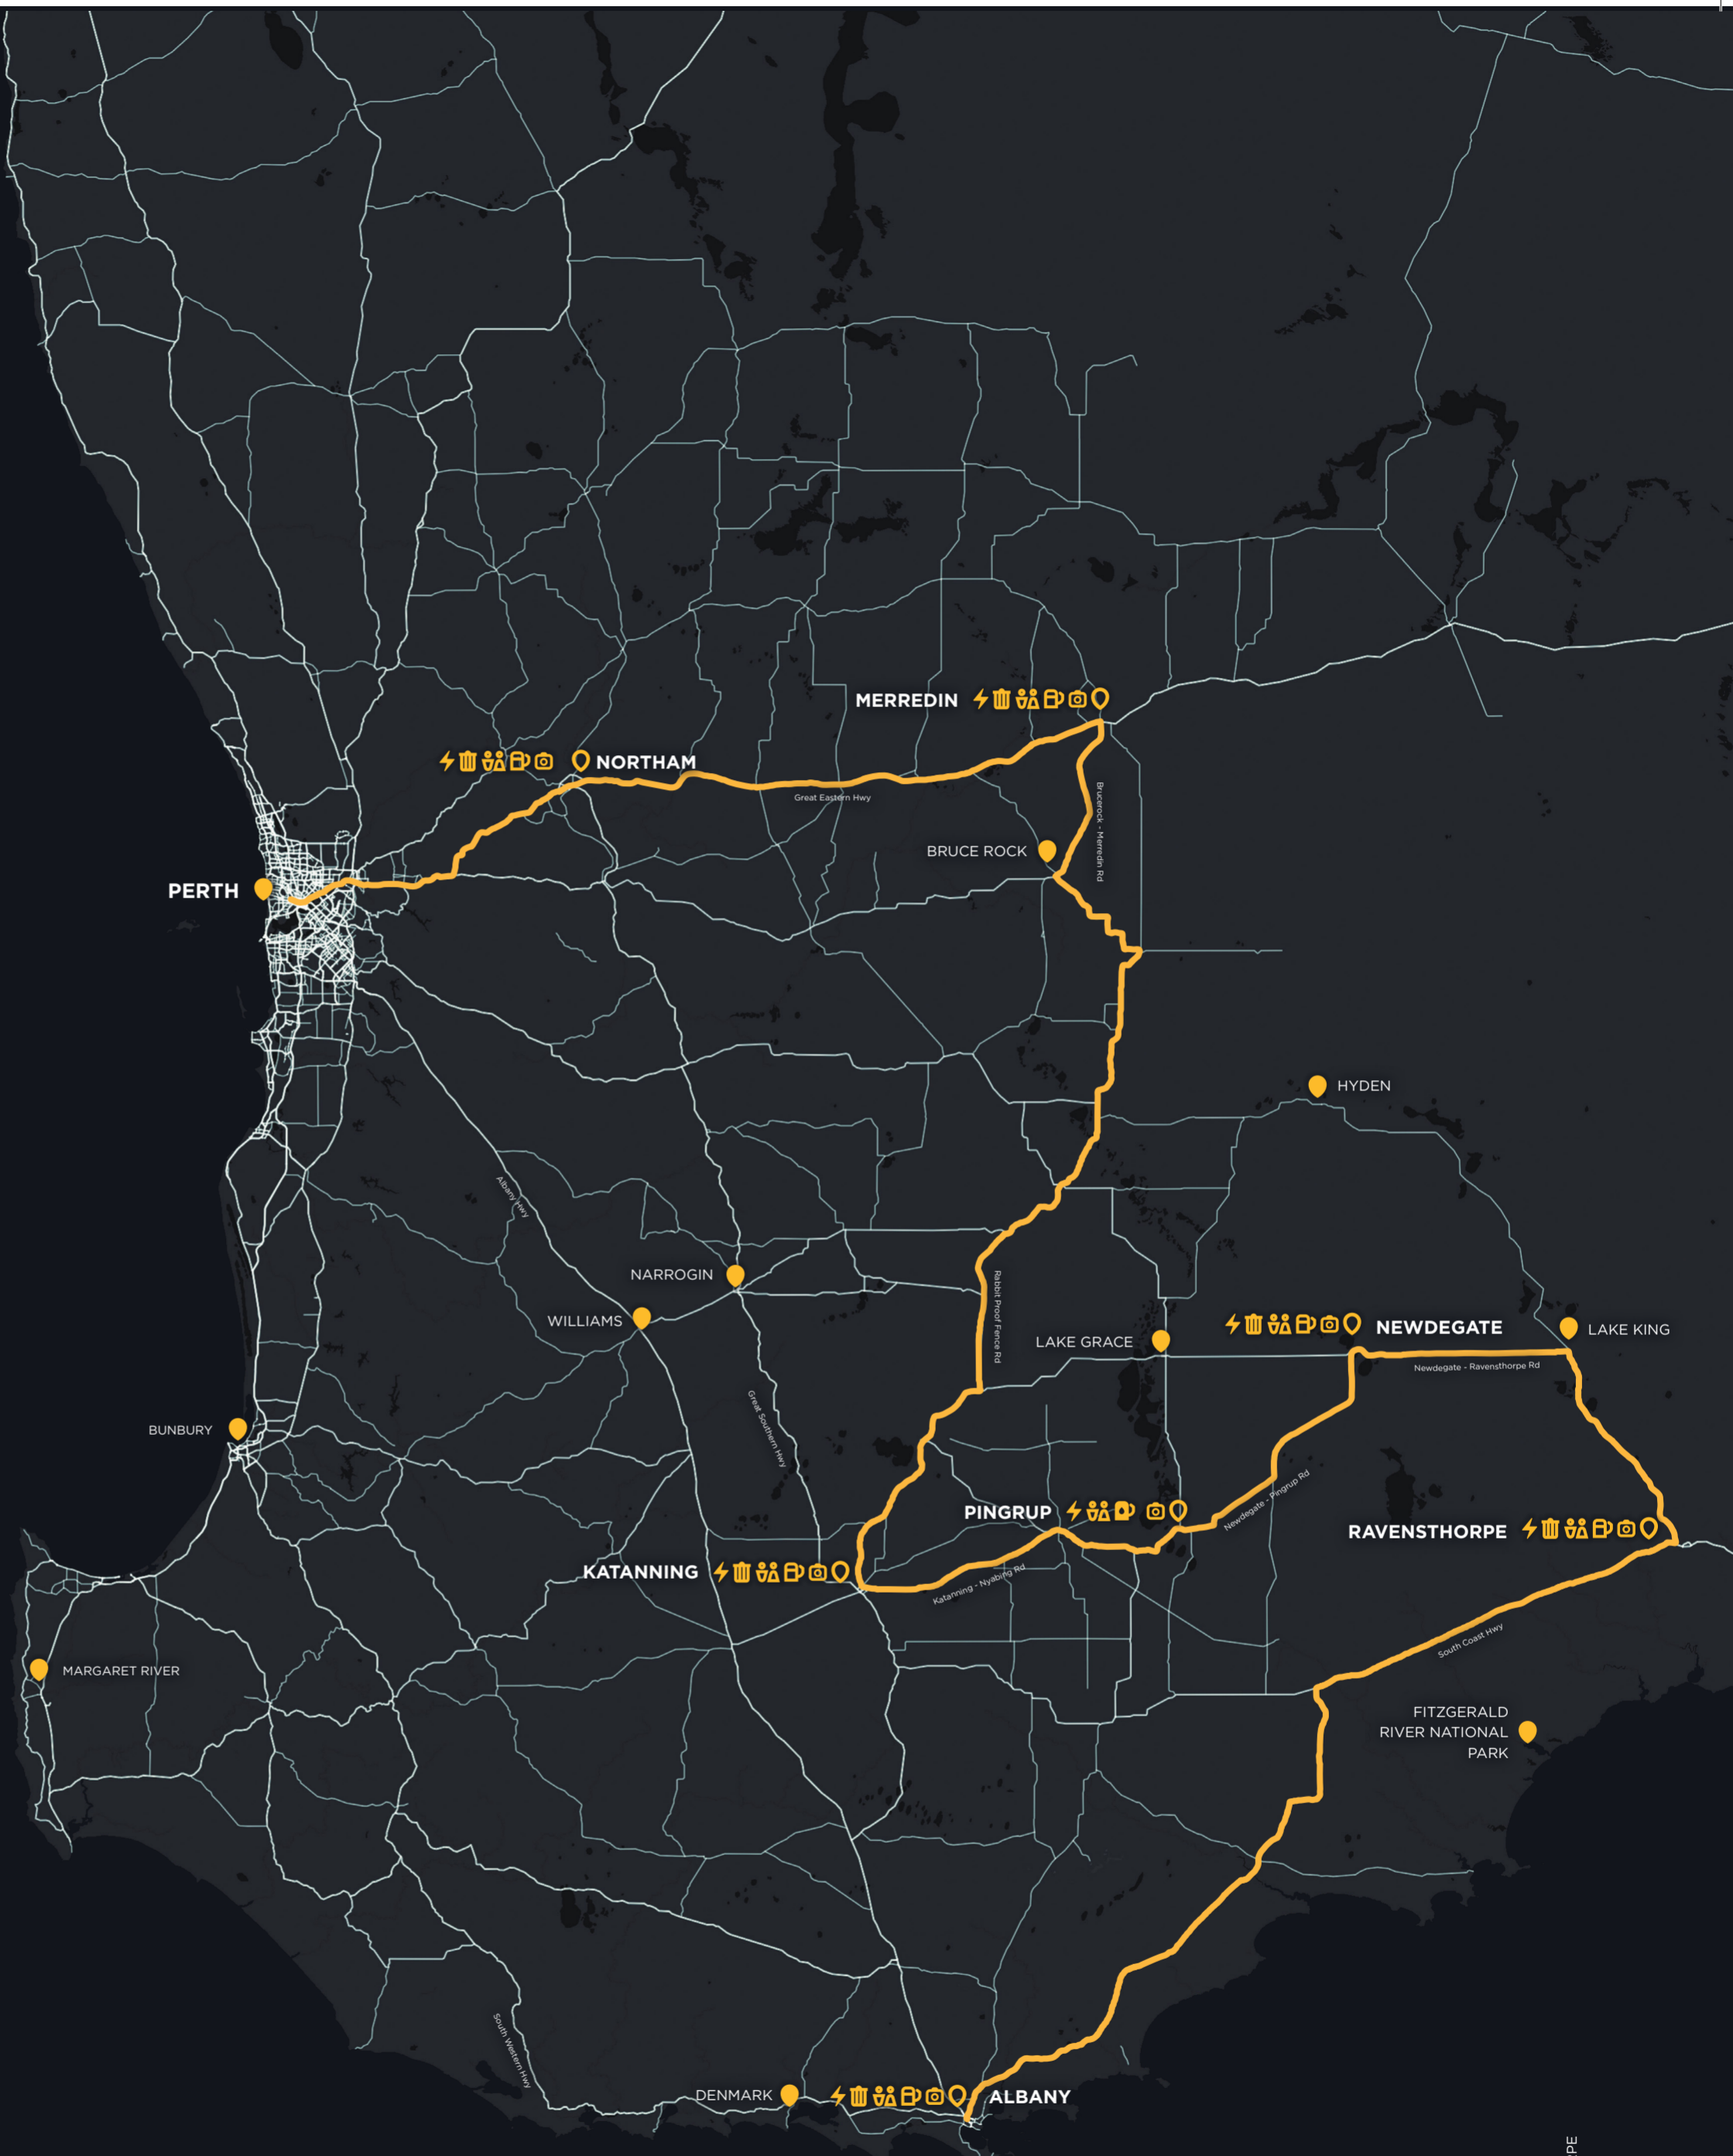 MERREDIN
NORTHAM
Great Eastern Hwy
Brucerock - Merredin Rd
BRUCE ROCK
PERTH
HYDEN
Albany Hwy
NARROGIN
Rabbit Proof Fence Rd
WILLIAMS
NEWDEGATE
LAKE KING
LAKE GRACE
Newdegate - Ravensthorpe Rd
Great Southern Hwy
BUNBURY
Newdegate - Pingrup Rd
PINGRUP
RAVENSTHORPE
KATANNING
Katanning - Nyabing Rd
South Coast Hwy
MARGARET RIVER
FITZGERALD
RIVER NATIONAL
PARK
South Western Hwy
DENMARK
ALBANY
PE